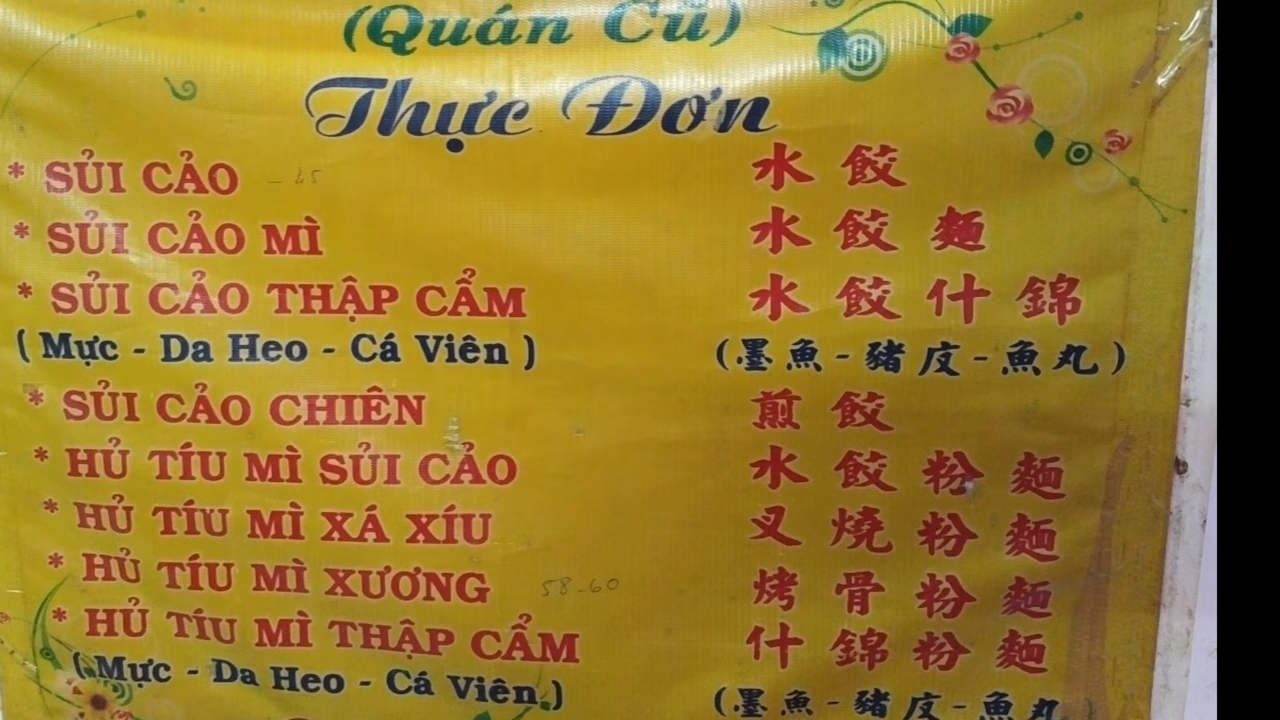 (Quán Cũ)
Thực Đơn
* SỦI CẢO - 45 水餃
* SỦI CẢO MÌ 水餃麵
* SỦI CẢO THẬP CẨM 水餃什錦
( Mực - Da Heo - Cá Viên ) (墨魚-豬皮-魚丸)
* SỦI CẢO CHIÊN 煎餃
* HỦ TÍU MÌ SỦI CẢO 水餃粉麵
* HỦ TÍU MÌ XÁ XÍU 叉燒粉麵
* HỦ TÍU MÌ XƯƠNG 58-60 烤骨粉麵
* HỦ TÍU MÌ THẬP CẨM 什錦粉麵
( Mực - Da Heo - Cá Viên ) (墨魚-豬皮-魚丸)